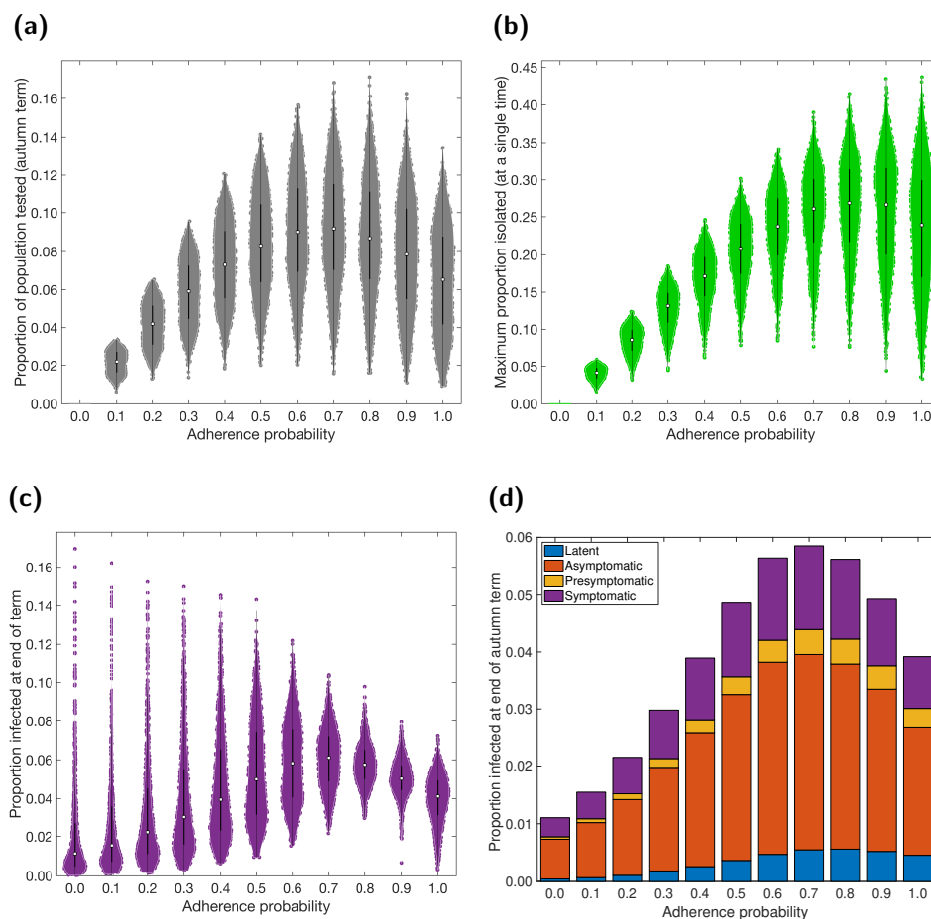 (a)
Proportion of population tested (autumn term)
0.16
0.14
0.12
0.10
0.08
0.06
0.04
0.02
0.00
0.0 0.1 0.2 0.3 0.4 0.5 0.6 0.7 0.8 0.9 1.0
Adherence probability
(b)
Maximum proportion isolated (at a single time)
0.45
0.40
0.35
0.30
0.25
0.20
0.15
0.10
0.05
0.00
0.0 0.1 0.2 0.3 0.4 0.5 0.6 0.7 0.8 0.9 1.0
Adherence probability
(c)
Proportion infected at end of term
0.16
0.14
0.12
0.10
0.08
0.06
0.04
0.02
0.00
0.0 0.1 0.2 0.3 0.4 0.5 0.6 0.7 0.8 0.9 1.0
Adherence probability
(d)
Proportion infected at end of autumn term
0.06
0.05
0.04
0.03
0.02
0.01
0.00
Latent
Asymptomatic
Presymptomatic
Symptomatic
0.0 0.1 0.2 0.3 0.4 0.5 0.6 0.7 0.8 0.9 1.0
Adherence probability